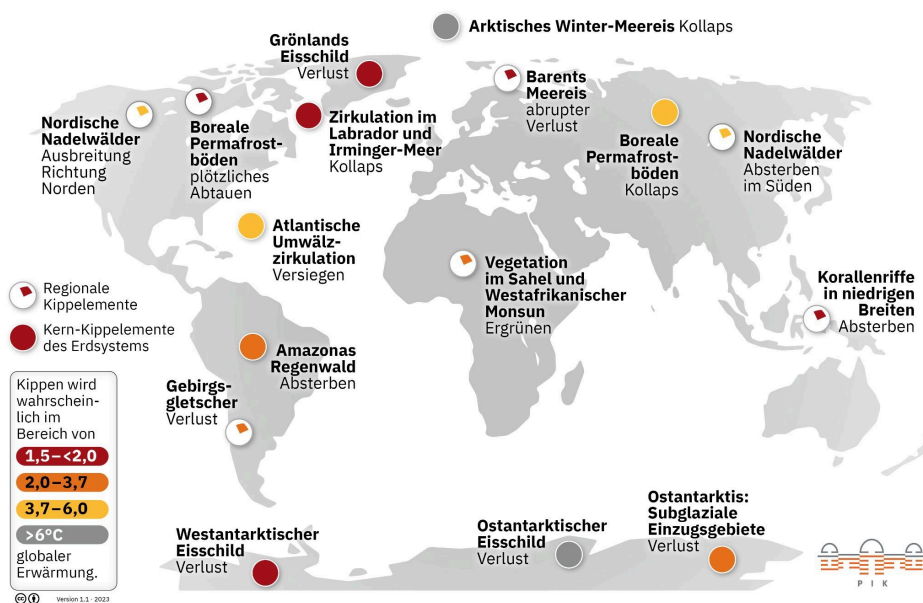 Arktisches Winter-Meereis Kollaps
Grönlands
Eisschild
Verlust
Barents
Meereis
abrupter
Verlust
Nordische
Nadelwälder
Ausbreitung
Richtung
Norden
Boreale
Permafrost-
böden
plötzliches
Abtauen
Zirkulation im
Labrador und
Irminger-Meer
Kollaps
Boreale
Permafrost-
böden
Kollaps
Nordische
Nadelwälder
Absterben
im Süden
Atlantische
Umwälz-
zirkulation
Versiegen
Vegetation
im Sahel und
Westafrikanischer
Monsun
Ergrünen
Korallenriffe
in niedrigen
Breiten
Absterben
Regionale
Kippelemente
Kern-Kippelemente
des Erdsystems
Amazonas
Regenwald
Absterben
Gebirgs-
gletscher
Verlust
Kippen wird
wahrschein-
lich im
Bereich von
1,5–<2,0
2,0–3,7
3,7–6,0
>6°C
globaler
Erwärmung.
Westantarktischer
Eisschild
Verlust
Ostantarktischer
Eisschild
Verlust
Ostantarktis:
Subglaziale
Einzugsgebiete
Verlust
PIK
cc Version 1.1 · 2023